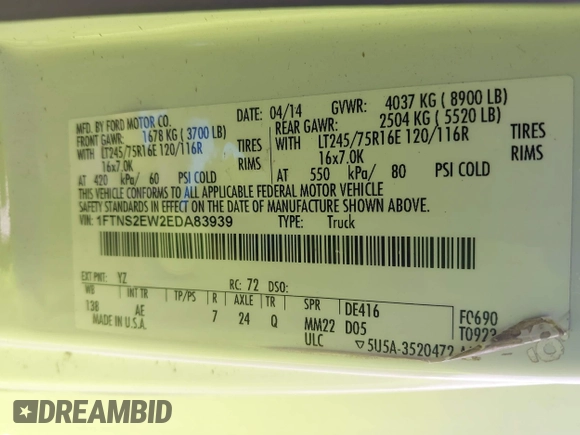 MFD. BY FORD MOTOR CO.
DATE: 04/14 GVWR: 4037 KG ( 8900 LB)
FRONT GAWR: 1678 KG ( 3700 LB) REAR GAWR: 2504 KG ( 5520 LB)
WITH LT245/75R16E 120/116R TIRES WITH LT245/75R16E 120/116R TIRES
16x7.0K RIMS 16x7.0K RIMS
AT 420 kPa/ 60 PSI COLD AT 550 kPa/ 80 PSI COLD
THIS VEHICLE CONFORMS TO ALL APPLICABLE FEDERAL MOTOR VEHICLE
SAFETY STANDARDS IN EFFECT ON THE DATE OF MANUFACTURE SHOWN ABOVE.
VIN: 1FTNS2EW2EDA83939 TYPE: Truck
EXT PNT: YZ RC: 72 DSO:
WB INT TR TP/PS R AXLE TR SPR DE416 F0690
138 AE 7 24 Q MM22 D05 T0923
MADE IN U.S.A. ULC ▽5U5A-3520472
DREAMBID